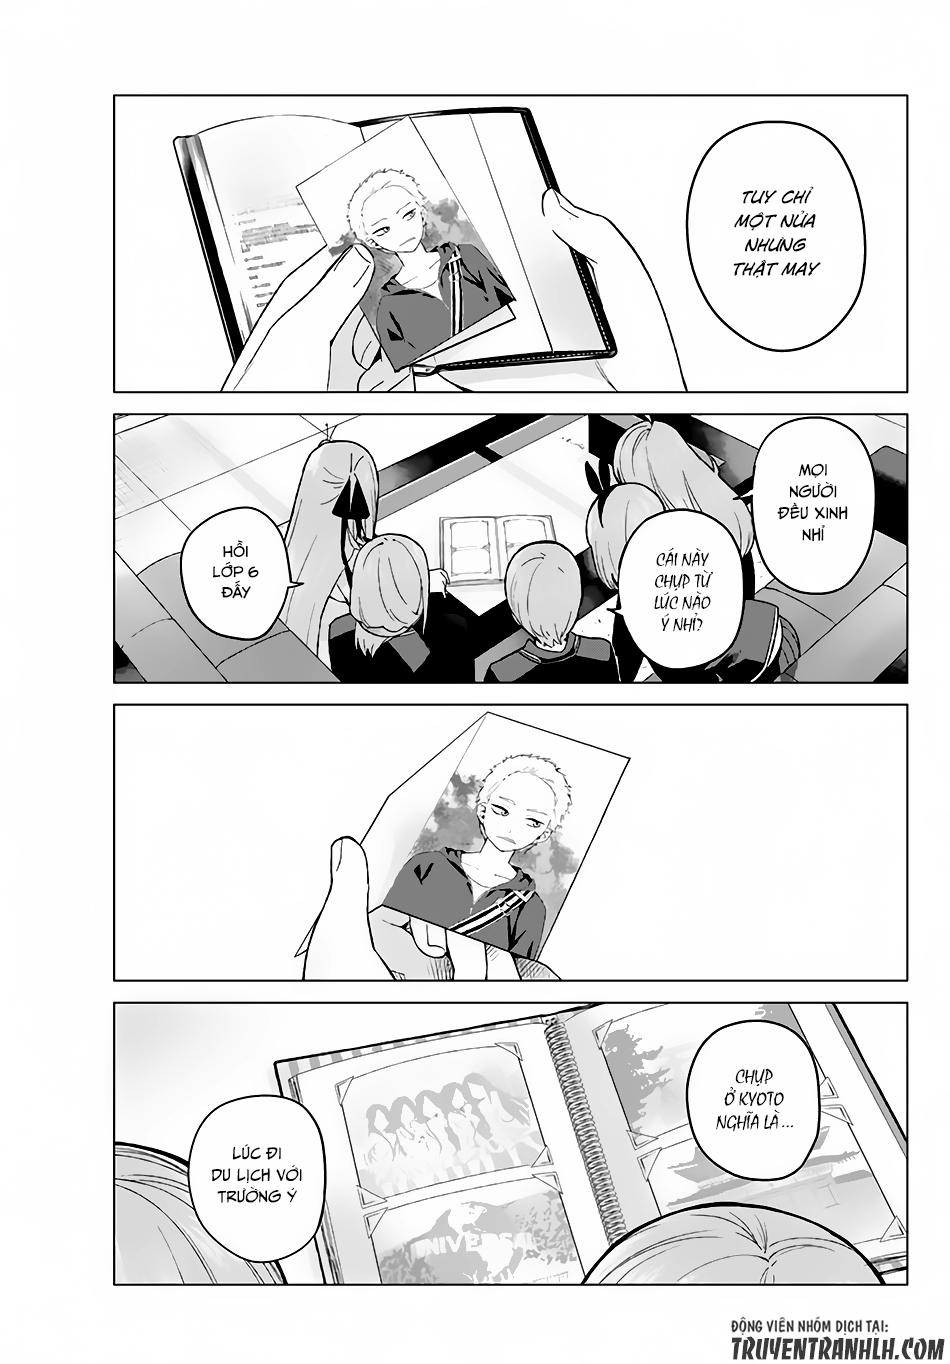 TUY CHỈ
MỘT NỬA
NHƯNG
THẬT MAY
MỌI
NGƯỜI
ĐỀU XINH
NHỈ
CÁI NÀY
CHỤP TỪ
LÚC NÀO
Ý NHỈ?
HỒI
LỚP 6
ĐẤY
CHỤP
Ở KYOTO
NGHĨA LÀ...
LÚC ĐI
DU LỊCH VỚI
TRƯỜNG Ý
UNIVERSAL
ĐỘNG VIÊN NHÓM DỊCH TẠI:
TRUYENTRANHLH.COM